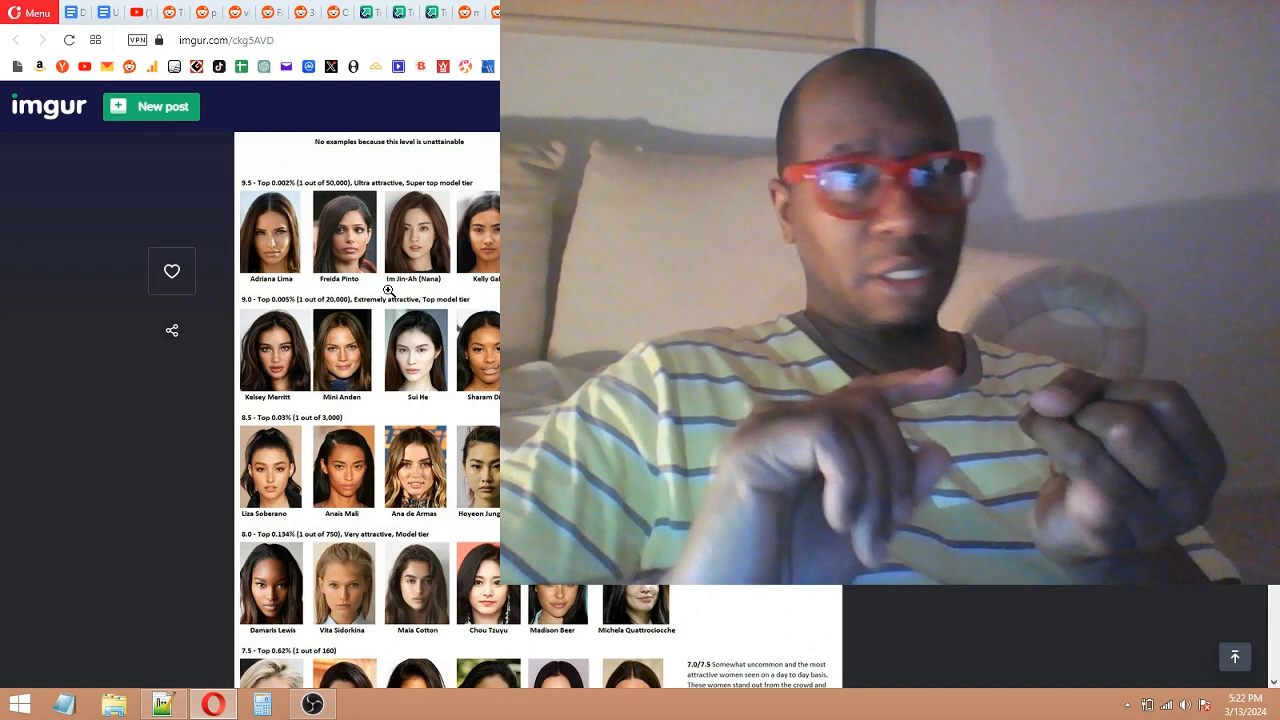 Menu
D
D
VPN
imgur.com/ckg5AVD
imgur
New post
No examples because this level is unattainable
9.5 - Top 0.002% (1 out of 50,000), Ultra attractive, Super top model tier
Adriana Lima Freida Pinto Im Jin-Ah (Nana) Kelly Gal
9.0 - Top 0.005% (1 out of 20,000), Extremely attractive, Top model tier
Kelsey Merritt Mini Anden Sui He Sharam Di
8.5 - Top 0.03% (1 out of 3,000)
Liza Soberano Anais Mali Ana de Armas Hoyeon Jung
8.0 - Top 0.134% (1 out of 750), Very attractive, Model tier
Damaris Lewis Vita Sidorkina Maia Cotton Chou Tzuyu Madison Beer Michela Quattrociocche
7.5 - Top 0.62% (1 out of 160)
7.0/7.5 Somewhat uncommon and the most
attractive women seen on a day to day basis.
These women stand out from the crowd and
5:22 PM
3/13/2024